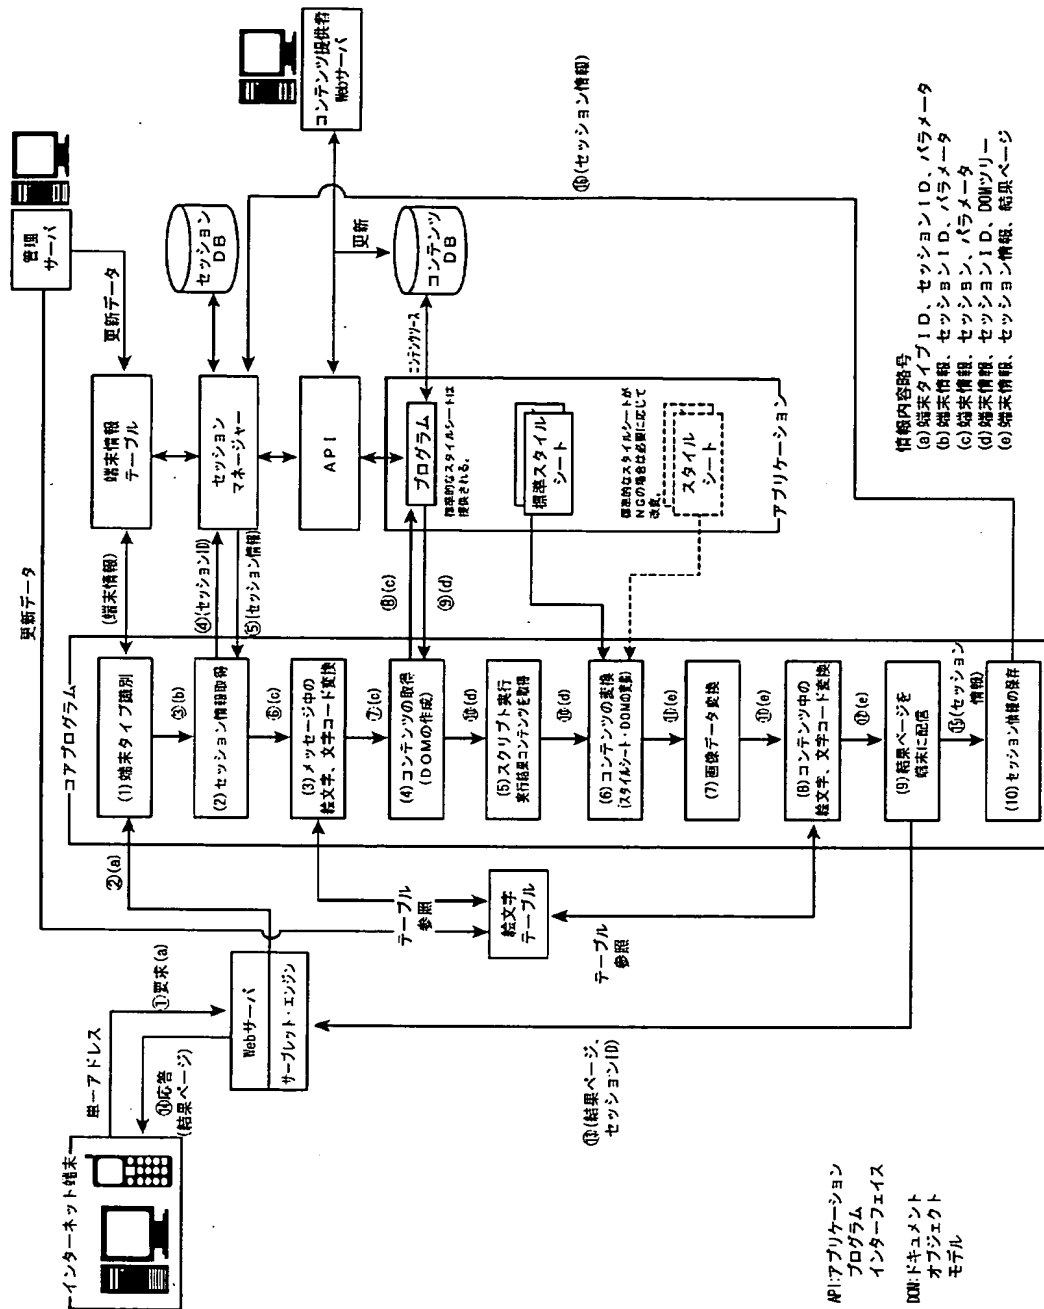 インターネット端末
単一アドレス
①要求(a)
⑭応答
(結果ページ)
Webサーバ
サーブレット・エンジン
②(a)
⑬(結果ページ、
セッションID)
テーブル
参照
絵文字
テーブル
テーブル
参照
更新データ
コアプログラム
(1)端末タイプ識別
③(b)
(2)セッション情報取得
⑥(c)
(3)メッセージ中の
絵文字、文字コード変換
⑦(c)
(4)コンテンツの取得
(DOMの作成)
⑩(d)
(5)スクリプト実行
実行結果コンテンツを取得
⑩(d)
(6)コンテンツの変換
(スタイルシート・DOMの変換)
⑪(e)
(7)画像データ変換
⑪(e)
(8)コンテンツ中の
絵文字、文字コード変換
⑫(e)
(9)結果ページを
端末に配信
⑮(セッション
情報)
(10)セッション情報の保存
(端末情報)
④(セッションID)
⑤(セッション情報)
⑧(c)
⑨(d)
管理
サーバ
更新データ
端末情報
テーブル
セッション
マネージャー
セッション
DB
API
コンテンツ提供者
Webサーバ
更新
コンテンツ
DB
コンテンツソース
プログラム
標準的なスタイルシートは
提供される。
標準スタイル
シート
標準的なスタイルシートが
NGの場合は必要に応じて
改変。
スタイル
シート
アプリケーション
⑯(セッション情報)
情報内容略号
(a)端末タイプID、セッションID、パラメータ
(b)端末情報、セッションID、パラメータ
(c)端末情報、セッション、パラメータ
(d)端末情報、セッションID、DOMツリー
(e)端末情報、セッション情報、結果ページ
API:アプリケーション
プログラム
インターフェイス
DOM:ドキュメント
オブジェクト
モデル